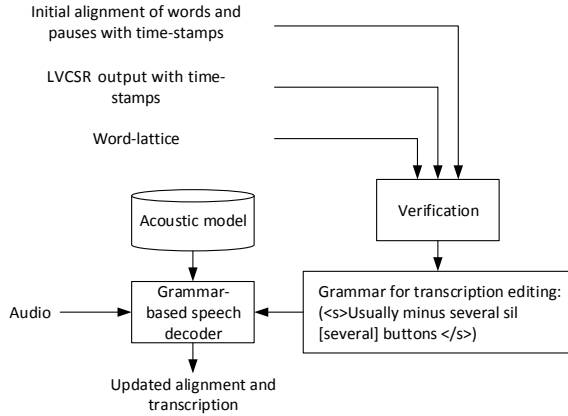 Initial alignment of words and
pauses with time-stamps
LVCSR output with time-
stamps
Word-lattice
Verification
Acoustic model
Grammar-
based speech
decoder
Grammar for transcription editing:
(<s>Usually minus several sil
[several] buttons </s>)
Audio
Updated alignment and
transcription